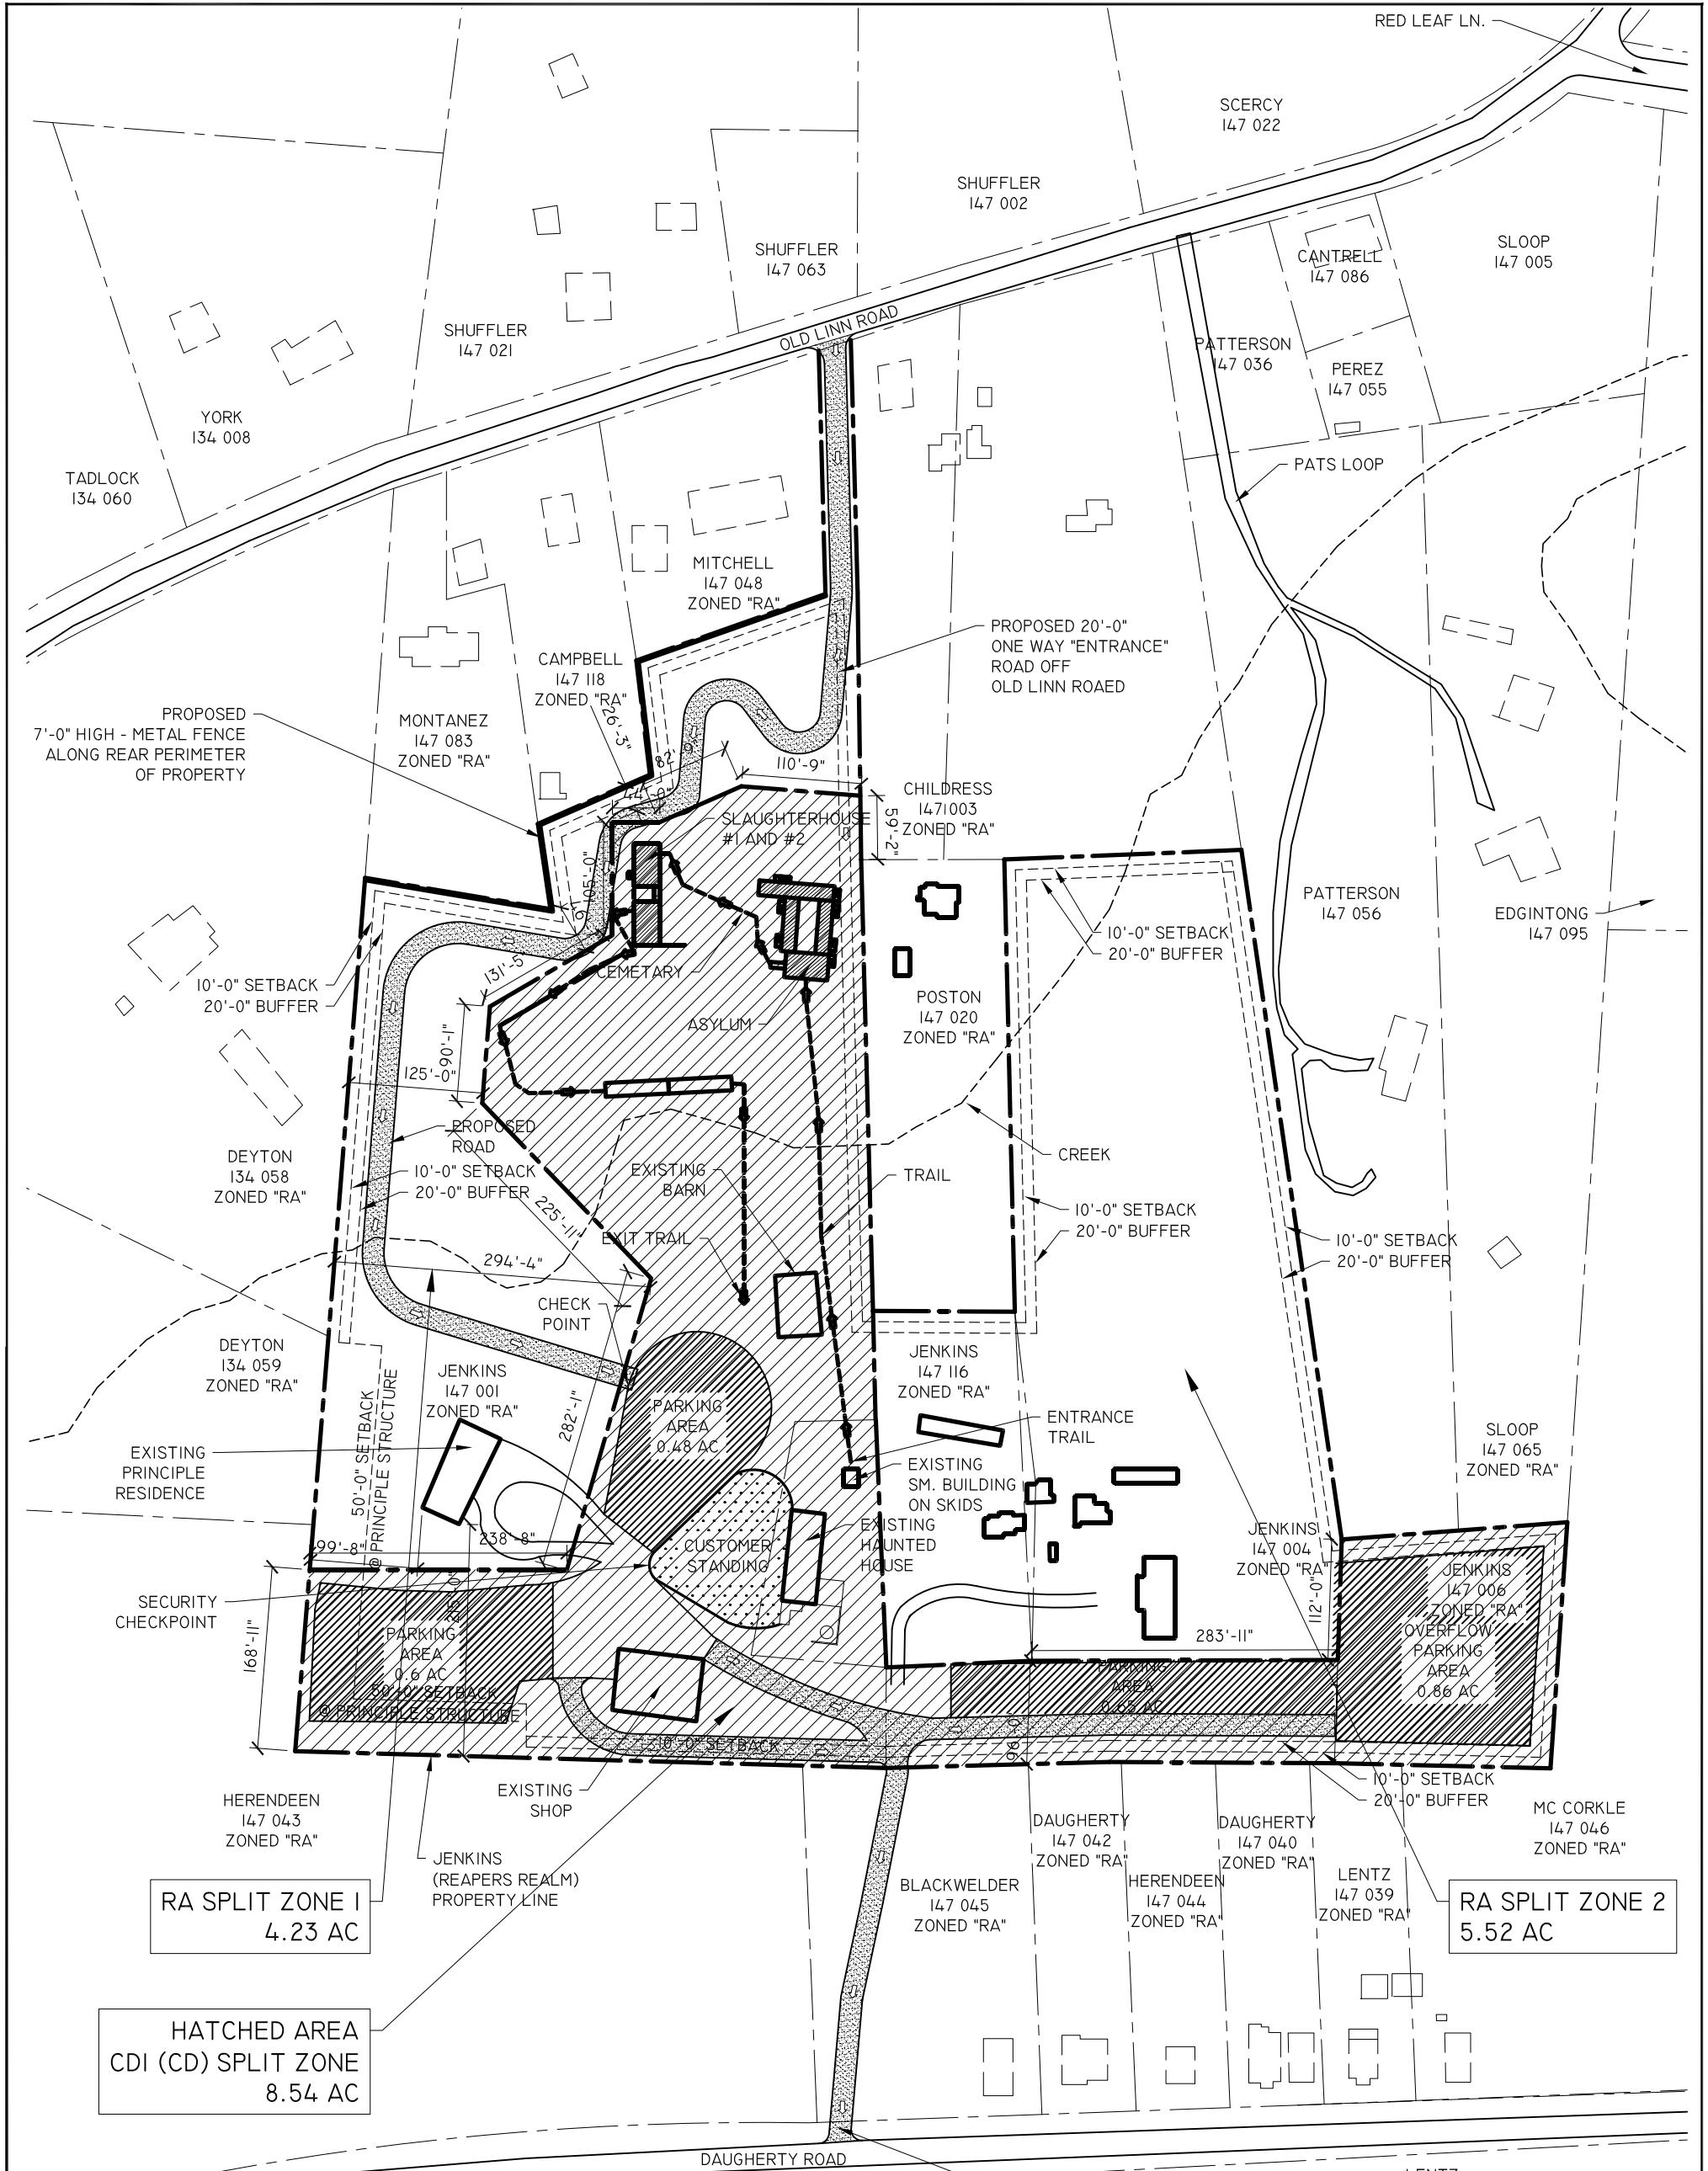 RED LEAF LN.
SCERCY
147 022
SHUFFLER
147 002
SHUFFLER
147 063
CANTRELL
147 086
SLOOP
147 005
SHUFFLER
147 021
OLD LINN ROAD
PATTERSON
147 036
PEREZ
147 055
YORK
134 008
TADLOCK
134 060
PATS LOOP
MITCHELL
147 048
ZONED "RA"
PROPOSED 20'-0"
ONE WAY "ENTRANCE"
ROAD OFF
OLD LINN ROAED
CAMPBELL
147 118
ZONED "RA"
PROPOSED
7'-0" HIGH - METAL FENCE
ALONG REAR PERIMETER
OF PROPERTY
MONTANEZ
147 083
ZONED "RA"
26'-3"
82'-9"
110'-9"
44'-0"
CHILDRESS
147 003
ZONED "RA"
59'-2"
SLAUGHTERHOUSE
#1 AND #2
PATTERSON
147 056
EDGINTONG
147 095
10'-0" SETBACK
20'-0" BUFFER
131'-5"
CEMETARY
10'-0" SETBACK
20'-0" BUFFER
ASYLUM
POSTON
147 020
ZONED "RA"
90'-1"
125'-0"
PROPOSED
ROAD
CREEK
DEYTON
134 058
ZONED "RA"
10'-0" SETBACK
20'-0" BUFFER
EXISTING
BARN
TRAIL
225'-11"
10'-0" SETBACK
20'-0" BUFFER
EXIT TRAIL
10'-0" SETBACK
20'-0" BUFFER
294'-4"
CHECK
POINT
DEYTON
134 059
ZONED "RA"
JENKINS
147 001
ZONED "RA"
JENKINS
147 116
ZONED "RA"
50'-0" SETBACK
@ PRINCIPLE STRUCTURE
282'-1"
PARKING
AREA
0.48 AC
ENTRANCE
TRAIL
SLOOP
147 065
ZONED "RA"
EXISTING
PRINCIPLE
RESIDENCE
EXISTING
SM. BUILDING
ON SKIDS
EXISTING
HAUNTED
HOUSE
CUSTOMER
STANDING
JENKINS
147 004
ZONED "RA"
99'-8"
238'-8"
JENKINS
147 006
ZONED "RA"
OVERFLOW
PARKING
AREA
0.86 AC
SECURITY
CHECKPOINT
112'-0"
168'-11"
PARKING
AREA
0.6 AC
50'-0" SETBACK
@ PRINCIPLE STRUCTURE
283'-11"
PARKING
AREA
0.65 AC
10'-0" SETBACK
EXISTING
SHOP
10'-0" SETBACK
20'-0" BUFFER
HERENDEEN
147 043
ZONED "RA"
MC CORKLE
147 046
ZONED "RA"
DAUGHERTY
147 042
ZONED "RA"
DAUGHERTY
147 040
ZONED "RA"
JENKINS
(REAPERS REALM)
PROPERTY LINE
BLACKWELDER
147 045
ZONED "RA"
HERENDEEN
147 044
ZONED "RA"
LENTZ
147 039
ZONED "RA"
RA SPLIT ZONE 1
4.23 AC
RA SPLIT ZONE 2
5.52 AC
HATCHED AREA
CDI (CD) SPLIT ZONE
8.54 AC
DAUGHERTY ROAD